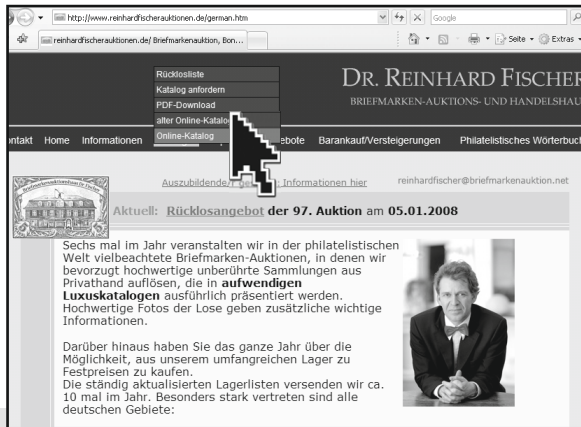 http://www.reinhardfischerauktionen.de/german.htm
Google
reinhardfischerauktionen.de/ Briefmarkenauktion, Bon...
Seite
Extras
Rücklosliste
Katalog anfordern
PDF-Download
alter Online-Katalog
Online-Katalog
DR. REINHARD FISCHER
BRIEFMARKEN-AUKTIONS- UND HANDELSHAU
ontakt Home Informationen ebote Barankauf/Versteigerungen Philatelistisches Wörterbuch
Auszubildende/r Informationen hier
reinhardfischer@briefmarkenauktion.net
Briefmarkenauktionshaus Dr. Fischer
Aktuell: Rücklosangebot der 97. Auktion am 05.01.2008
Sechs mal im Jahr veranstalten wir in der philatelistischen
Welt vielbeachtete Briefmarken-Auktionen, in denen wir
bevorzugt hochwertige unberührte Sammlungen aus
Privathand auflösen, die in aufwendigen
Luxuskatalogen ausführlich präsentiert werden.
Hochwertige Fotos der Lose geben zusätzliche wichtige
Informationen.
Darüber hinaus haben Sie das ganze Jahr über die
Möglichkeit, aus unserem umfangreichen Lager zu
Festpreisen zu kaufen.
Die ständig aktualisierten Lagerlisten versenden wir ca.
10 mal im Jahr. Besonders stark vertreten sind alle
deutschen Gebiete: